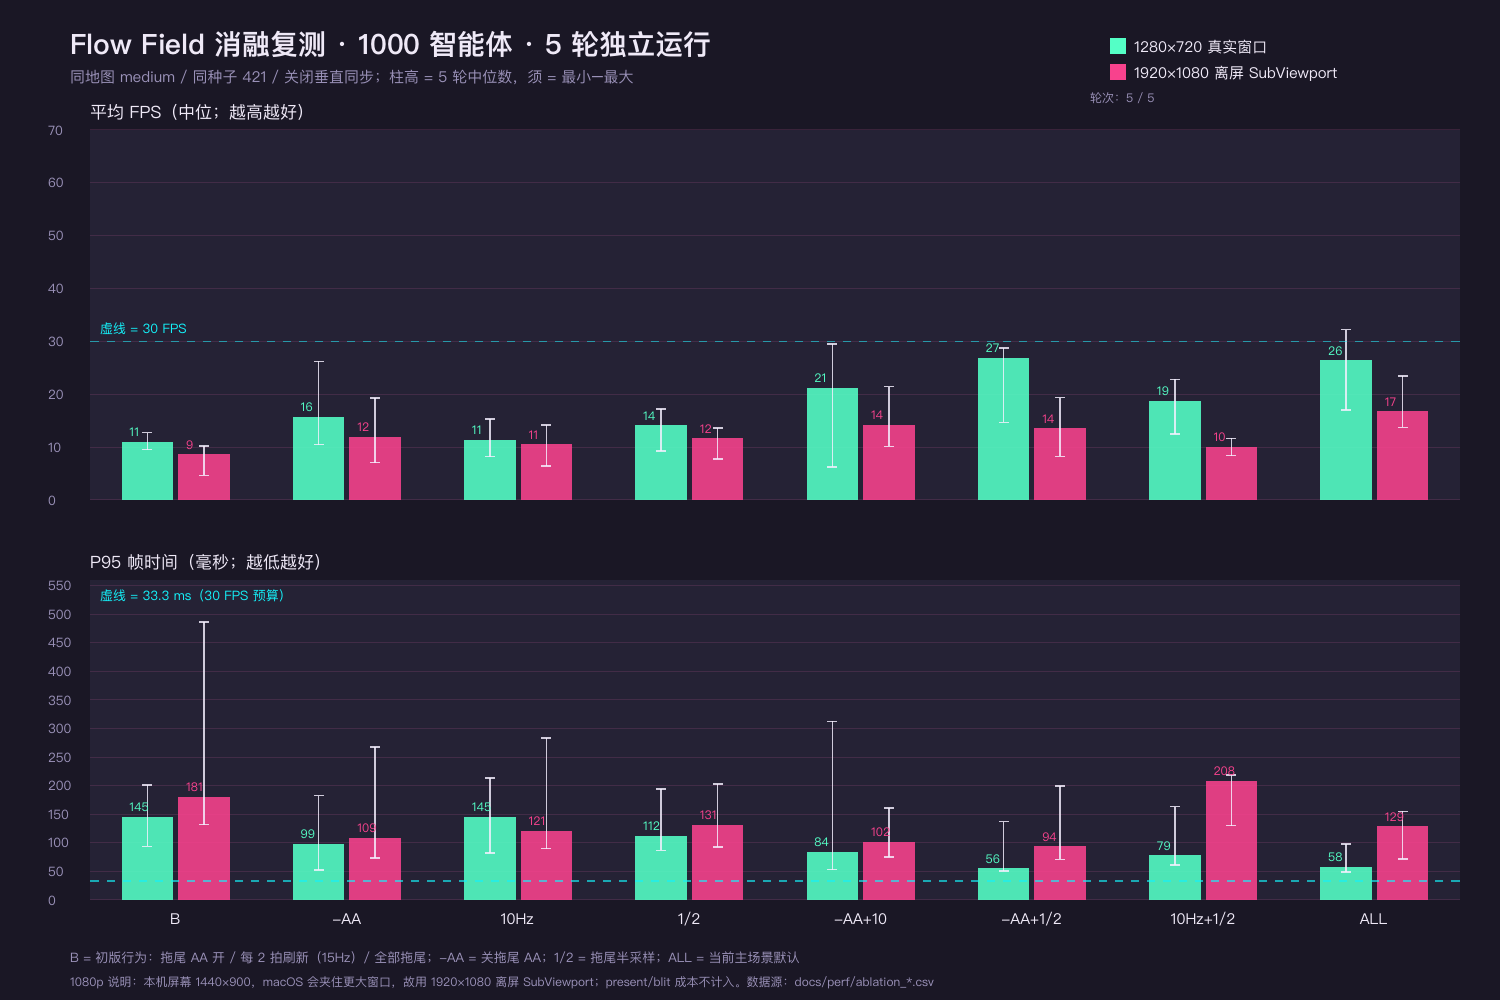 Flow Field 消融复测 · 1000 智能体 · 5 轮独立运行
同地图 medium / 同种子 421 / 关闭垂直同步；柱高 = 5 轮中位数，须 = 最小—最大
1280×720 真实窗口
1920×1080 离屏 SubViewport
轮次：5 / 5
平均 FPS（中位；越高越好）
70
60
50
40
虚线 = 30 FPS
30
20
10
0
11 9 16 12 11 11 14 12 21 14 27 14 19 10 26 17
P95 帧时间（毫秒；越低越好）
550
虚线 = 33.3 ms（30 FPS 预算）
500
450
400
350
300
250
200
150
100
50
0
145 181 99 109 145 121 112 131 84 102 56 94 79 208 58 129
B −AA 10Hz 1/2 −AA+10 −AA+1/2 10Hz+1/2 ALL
B = 初版行为：拖尾 AA 开 / 每 2 拍刷新（15Hz）/ 全部拖尾；−AA = 关拖尾 AA；1/2 = 拖尾半采样；ALL = 当前主场景默认
1080p 说明：本机屏幕 1440×900，macOS 会夹住更大窗口，故用 1920×1080 离屏 SubViewport；present/blit 成本不计入。数据源：docs/perf/ablation_*.csv